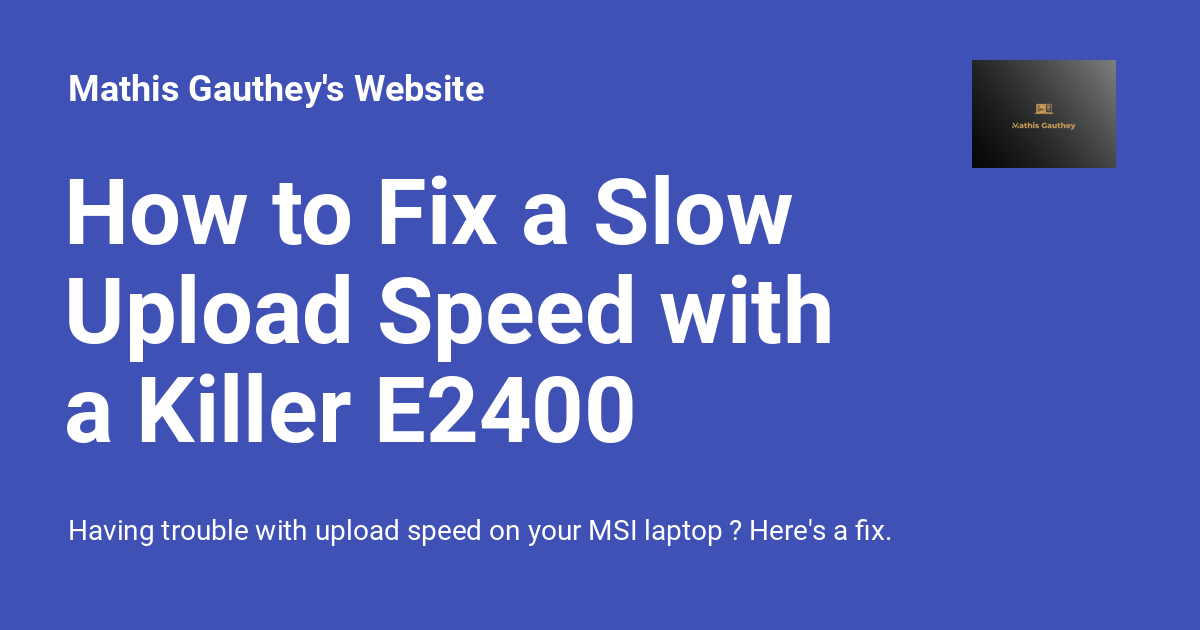 Mathis Gauthey's Website
Mathis Gauthey
How to Fix a Slow
Upload Speed with
a Killer E2400
Having trouble with upload speed on your MSI laptop ? Here's a fix.